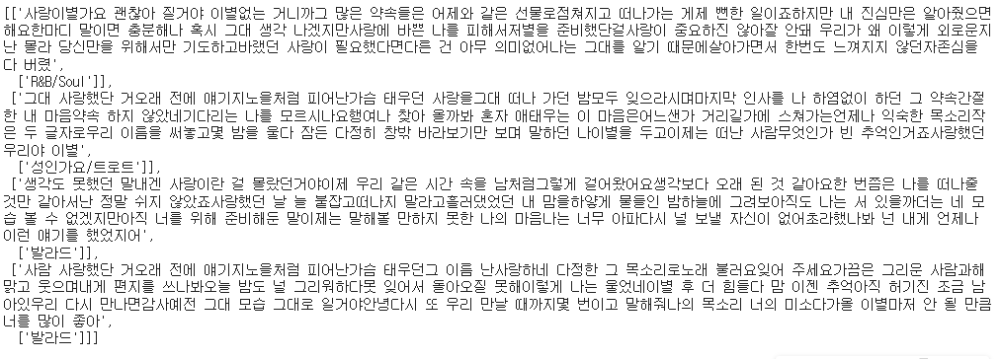 [['사랑이별가요 괜찮아 질거야 이별없는 거니까그 많은 약속들은 어제와 같은 선물로점쳐지고 떠나가는 게제 뻔한 일이죠하지만 내 진심만은 알아줬으면
해요한마디 말이면 충분해나 혹시 그대 생각 나겠지만사랑에 바쁜 나를 피해서저별을 준비했단걸사랑이 중요하진 않아잘 안돼 우리가 왜 이렇게 외로운지
난 몰라 당신만을 위해서만 기도하고바랬던 사랑이 필요했다면다른 건 아무 의미없어나는 그대를 알기 때문에살아가면서 한번도 느껴지지 않던자존심을
다 버렸',
['R&B/Soul']],
['그대 사랑했단 거오래 전에 얘기지노을처럼 피어난가슴 태우던 사랑을그대 떠나 가던 밤모두 잊으라시며마지막 인사를 나 하염없이 하던 그 약속간절
한 내 마음약속 하지 않았네기다리는 나를 모르시나요행여나 찾아 올까봐 혼자 애태우는 이 마음은어느샌가 거리길가에 스쳐가는언제나 익숙한 목소리작
은 두 글자로우리 이름을 써놓고몇 밤을 울다 잠든 다정히 창밖 바라보기만 보며 말하던 나이별을 두고이제는 떠난 사람무엇인가 빈 추억인거죠사랑했던
우리야 이별',
['성인가요/트로트']],
['생각도 못했던 말내겐 사랑이란 걸 몰랐던거야이제 우리 같은 시간 속을 남처럼그렇게 걸어왔어요생각보다 오래 된 것 같아요한 번쯤은 나를 떠나줄
것만 같아서난 정말 쉬지 않았죠사랑했던 날 늘 붙잡고떠나지 말라고흘러댔었던 내 맘을하얗게 물들인 밤하늘에 그려보아직도 나는 서 있을까더는 네 모
습 볼 수 없겠지만아직 너를 위해 준비해둔 말이제는 말해볼 만하지 못한 나의 마음나는 너무 아파다시 널 보낼 자신이 없어초라했나봐 넌 내게 언제나
이런 얘기를 했었지어',
['발라드']],
['사람 사랑했단 거오래 전에 얘기지노을처럼 피어난가슴 태우던그 이름 난사랑하네 다정한 그 목소리로노래 불러요잊어 주세요가끔은 그리운 사람과해
맑고 웃으며내게 편지를 쓰나봐오늘 밤도 널 그리워하다못 잊어서 돌아오질 못해이렇게 나는 울었네이별 후 더 힘들다 맘 이젠 추억아직 허기진 조금 남
아있우리 다시 만나면감사예전 그대 모습 그대로 일거야안녕다시 또 우리 만날 때까지몇 번이고 말해줘나의 목소리 너의 미소다가올 이별마저 안 될 만큼
너를 많이 좋아',
['발라드']]]